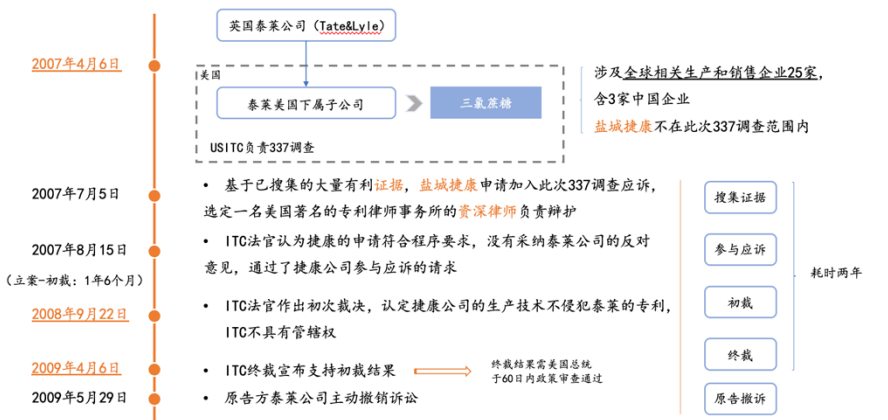 英国泰莱公司（Tate&Lyle）
2007年4月6日
美国
泰莱美国下属子公司
三氯蔗糖
USITC负责337调查
涉及全球相关生产和销售企业25家，
含3家中国企业
盐城捷康不在此次337调查范围内
2007年7月5日
• 基于已搜集的大量有利证据，盐城捷康申请加入此次337调查应诉，
选定一名美国著名的专利律师事务所的资深律师负责辩护
2007年8月15日
（立案-初裁：1年6个月）
• ITC法官认为捷康的申请符合程序要求，没有采纳泰莱公司的反对
意见，通过了捷康公司参与应诉的请求
2008年9月22日
• ITC法官作出初次裁决，认定捷康公司的生产技术不侵犯泰莱的专利，
ITC不具有管辖权
2009年4月6日
• ITC终裁宣布支持初裁结果
终裁结果需美国总统
于60日内政策审查通过
2009年5月29日
• 原告方泰莱公司主动撤销诉讼
搜集证据
参与应诉
初裁
终裁
原告撤诉
耗时两年